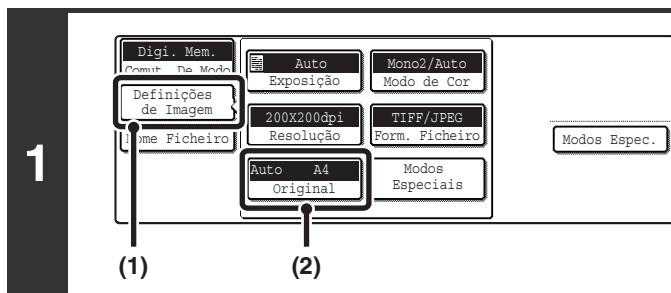 1
Digi. Mem.
Comut. De Modo
Definições
de Imagem
Nome Ficheiro
Auto
Exposição
Mono2/Auto
Modo de Cor
200X200dpi
Resolução
TIFF/JPEG
Form. Ficheiro
Auto A4
Original
Modos
Especiais
Modos Espec.
(1)
(2)